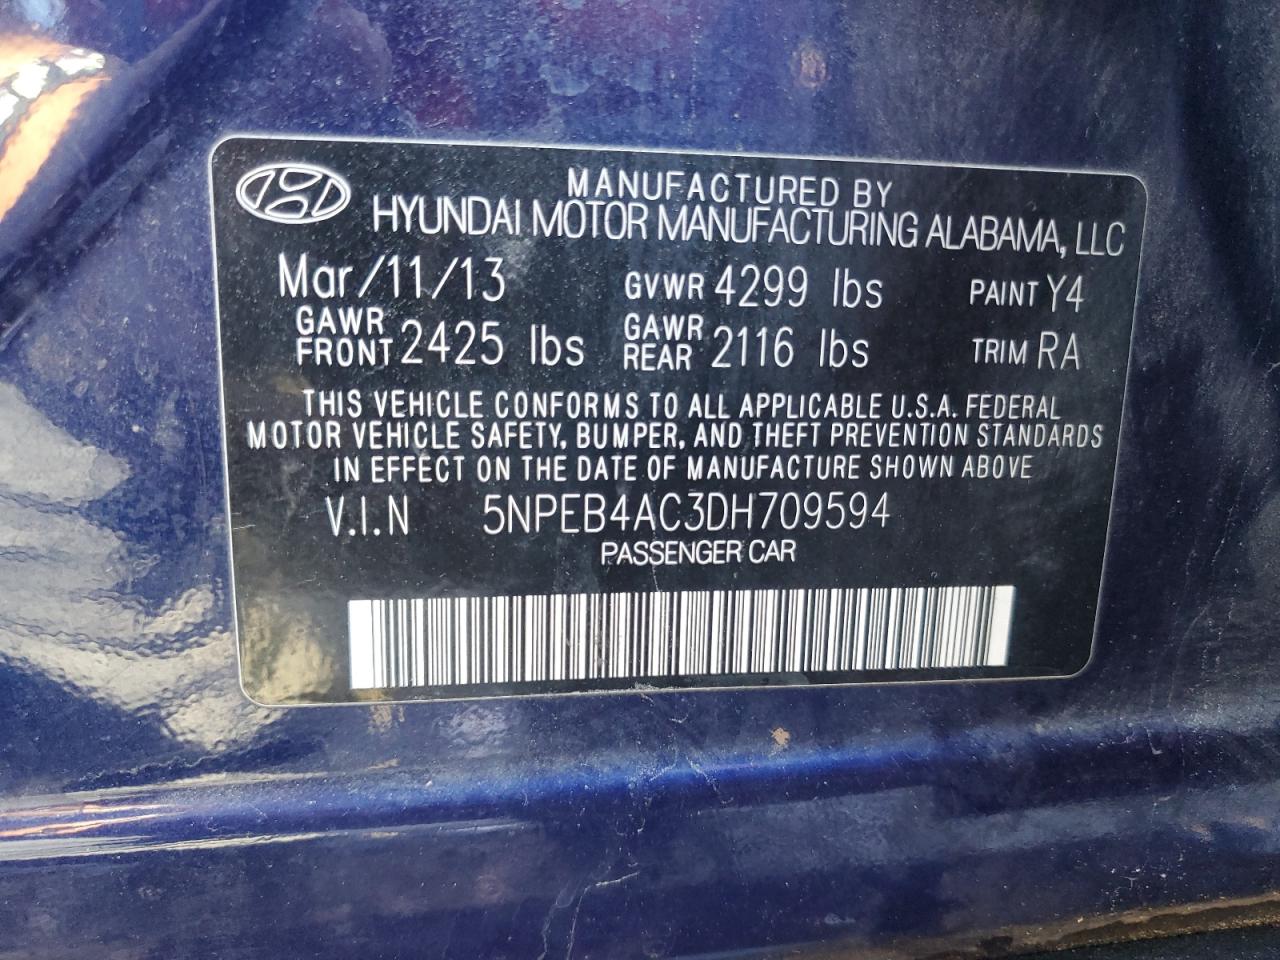 MANUFACTURED BY
HYUNDAI MOTOR MANUFACTURING ALABAMA, LLC
Mar/11/13 GVWR 4299 lbs PAINT Y4
GAWR FRONT 2425 lbs GAWR REAR 2116 lbs TRIM RA
THIS VEHICLE CONFORMS TO ALL APPLICABLE U.S.A. FEDERAL
MOTOR VEHICLE SAFETY, BUMPER, AND THEFT PREVENTION STANDARDS
IN EFFECT ON THE DATE OF MANUFACTURE SHOWN ABOVE
V.I.N 5NPEB4AC3DH709594
PASSENGER CAR